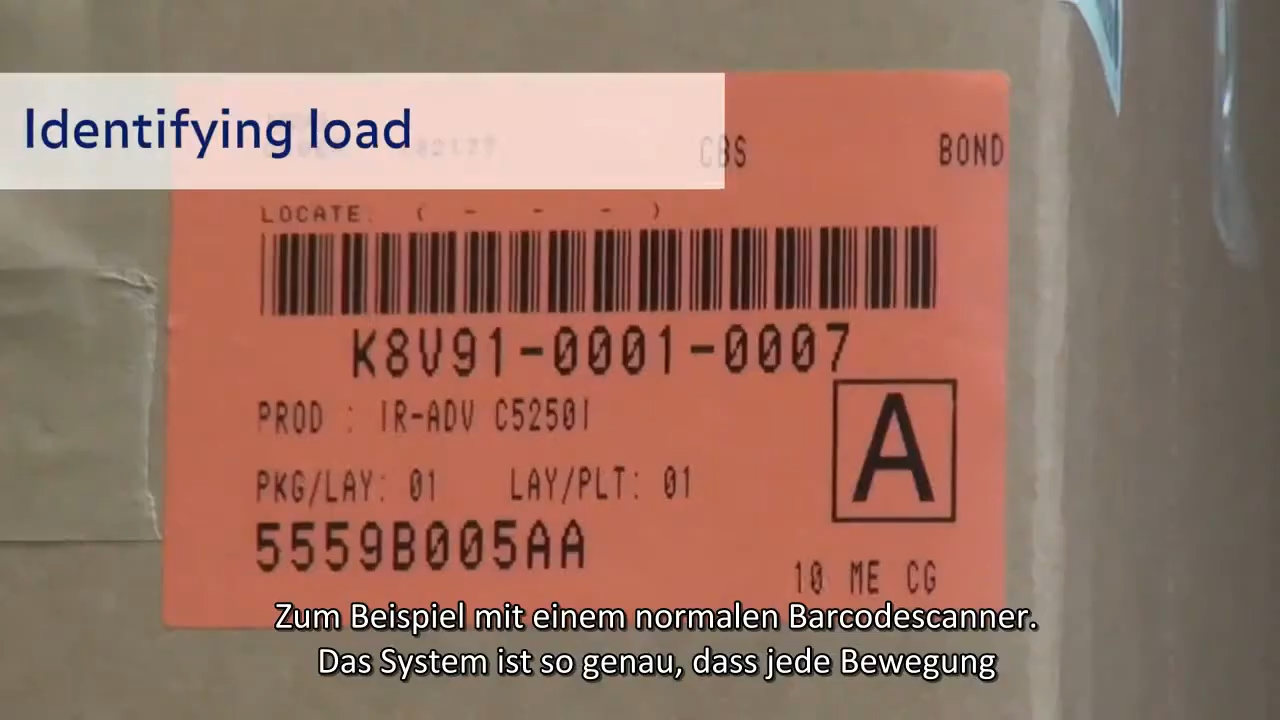 Identifying load
CBS BOND
LOCATE: ( - - - )
K8V91-0001-0007
PROD : IR-ADV C5250I
A
PKG/LAY: 01 LAY/PLT: 01
5559B005AA
10 ME CG
Zum Beispiel mit einem normalen Barcodescanner.
Das System ist so genau, dass jede Bewegung